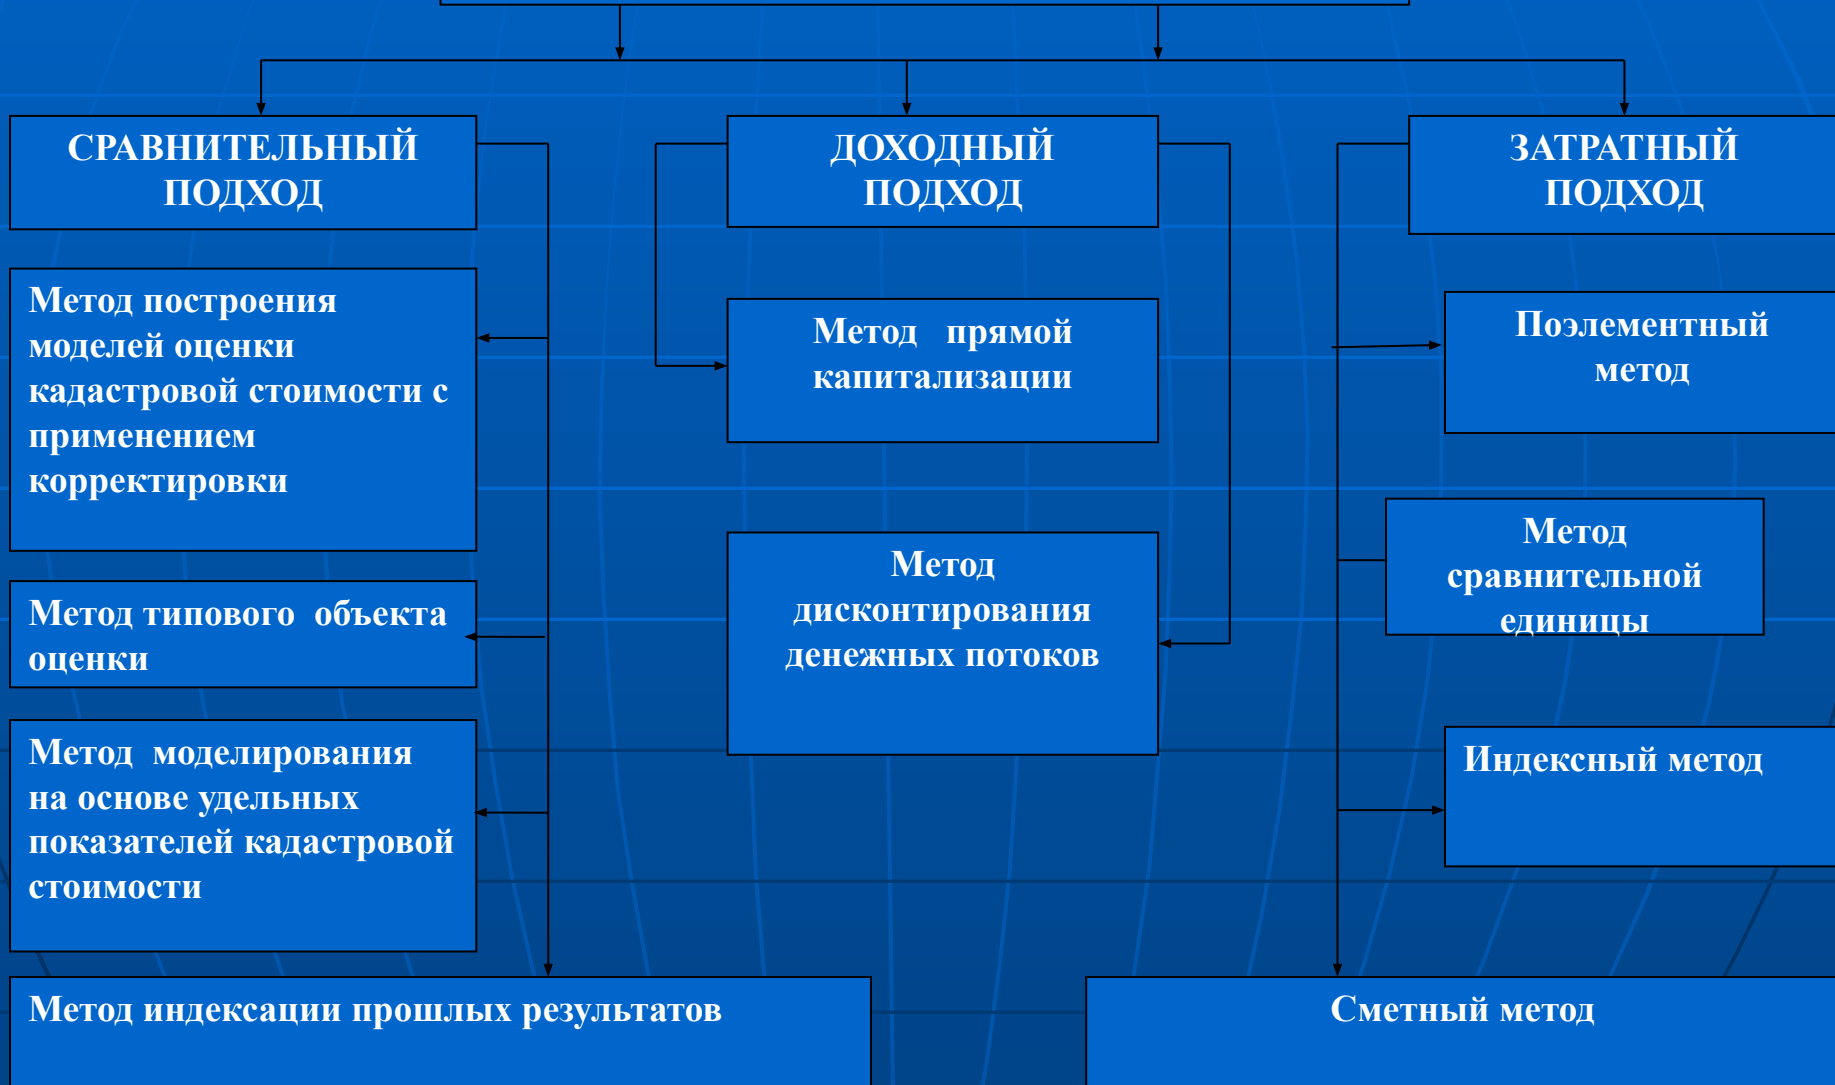 СРАВНИТЕЛЬНЫЙ
ПОДХОД
Метод построения
моделей оценки
кадастровой стоимости с
применением
корректировки
Метод типового объекта
оценки
Метод моделирования
на основе удельных
показателей кадастровой
стоимости
Метод индексации прошлых результатов
ДОХОДНЫЙ
ПОДХОД
Метод прямой
капитализации
Метод
дисконтирования
денежных потоков
ЗАТРАТНЫЙ
ПОДХОД
Поэлементный
метод
Метод
сравнительной
единицы
Индексный метод
Сметный метод